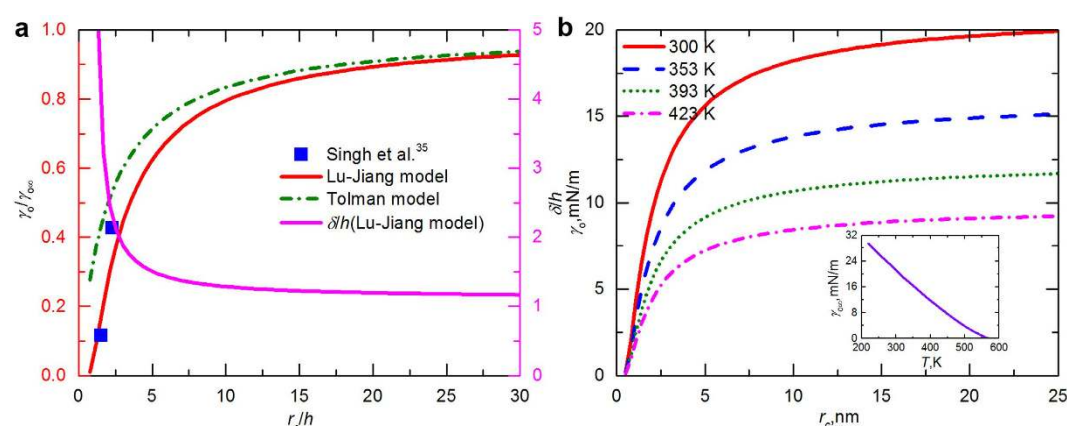 a
1.0
0.8
0.6
0.4
0.2
0.0
γₒ/γₒ∞
0
5
10
15
20
25
30
rₑ/h
5
4
3
2
1
0
δ/h
Singh et al.³⁵
Lu-Jiang model
Tolman model
δ/h(Lu-Jiang model)
b
20
15
10
5
0
γₒ,mN/m
0
5
10
15
20
25
r꜀,nm
300 K
353 K
393 K
423 K
32
24
16
8
0
γₒ∞,mN/m
200
300
400
500
600
T,K